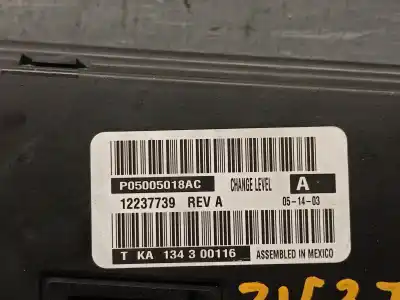 P05005018AC CHANGE LEVEL A
12237739 REV A 05-14-03
T KA 134 3 00116 ASSEMBLED IN MEXICO